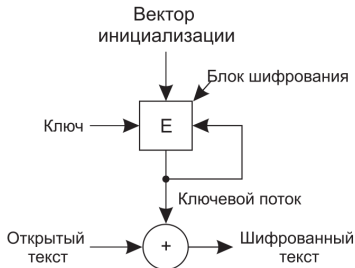 Вектор
инициализации
Блок шифрования
Ключ
E
Ключевой поток
Открытый
текст
+
Шифрованный
текст